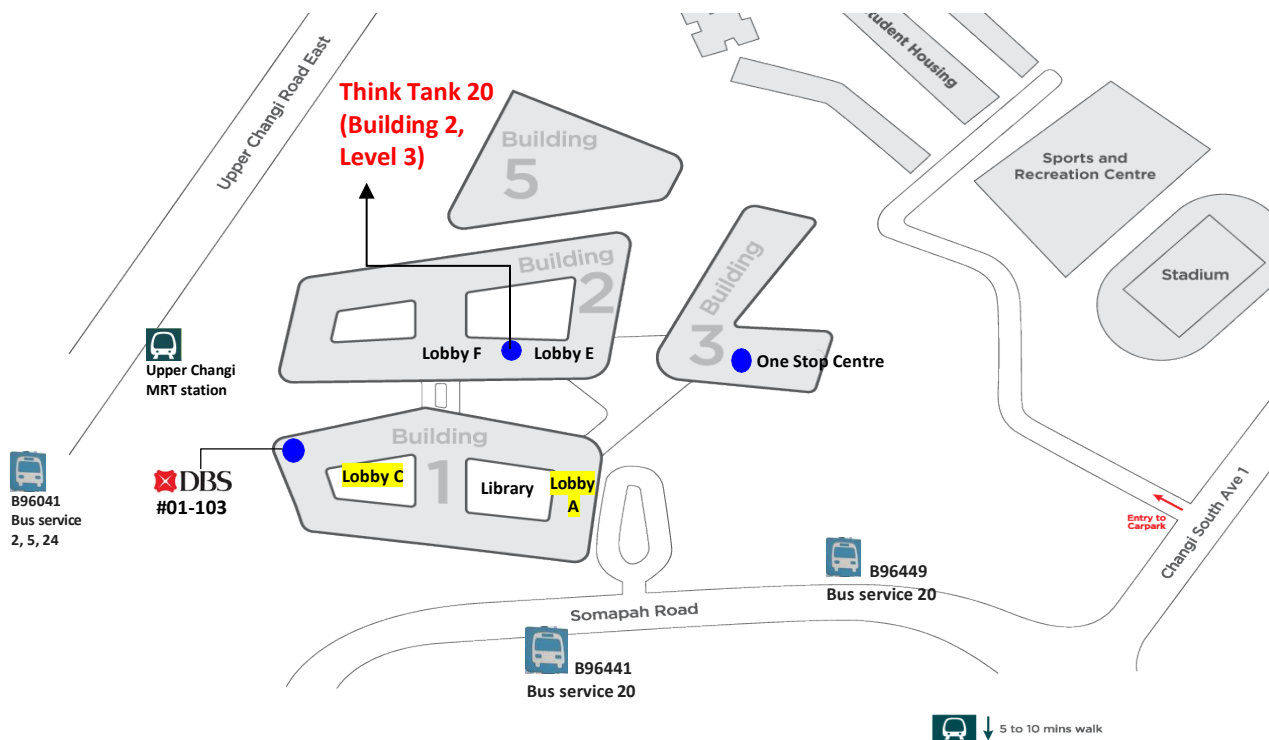 Upper Changi Road East
Think Tank 20
(Building 2,
Level 3)
Building
5
Student Housing
Sports and
Recreation Centre
Stadium
Building
2
Lobby F
Lobby E
Building
3
One Stop Centre
Upper Changi
MRT station
B96041
Bus service
2, 5, 24
DBS
#01-103
Building
1
Lobby C
Library
Lobby
A
Entry to
Carpark
Changi South Ave 1
B96449
Bus service 20
Somapah Road
B96441
Bus service 20
5 to 10 mins walk